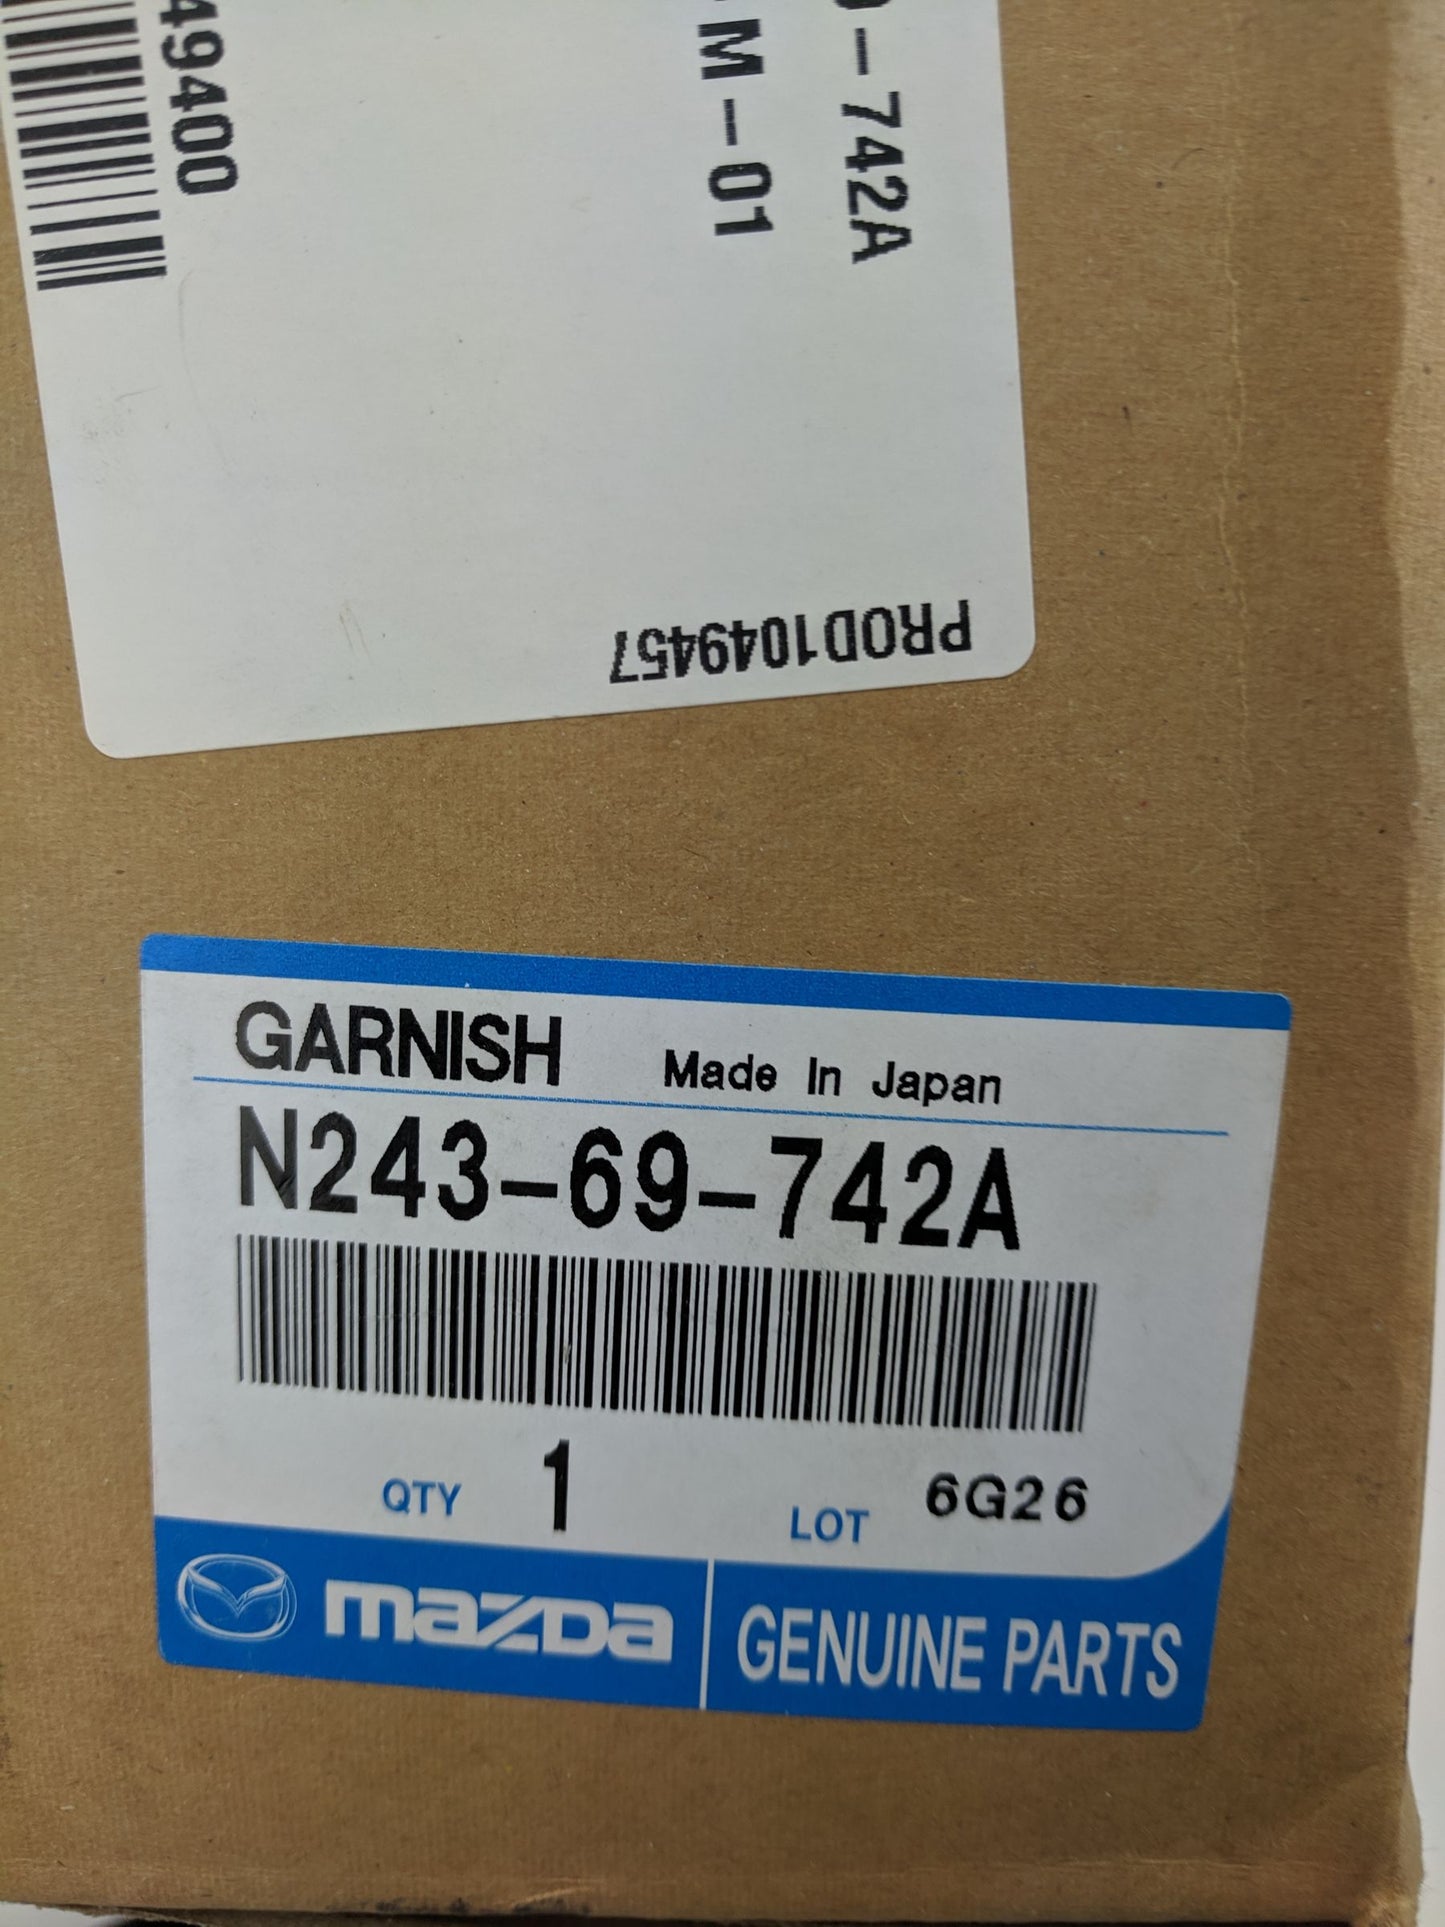 49400
M-01
-742A
PROD1049457
GARNISH Made In Japan
N243-69-742A
QTY 1 LOT 6G26
mazda GENUINE PARTS